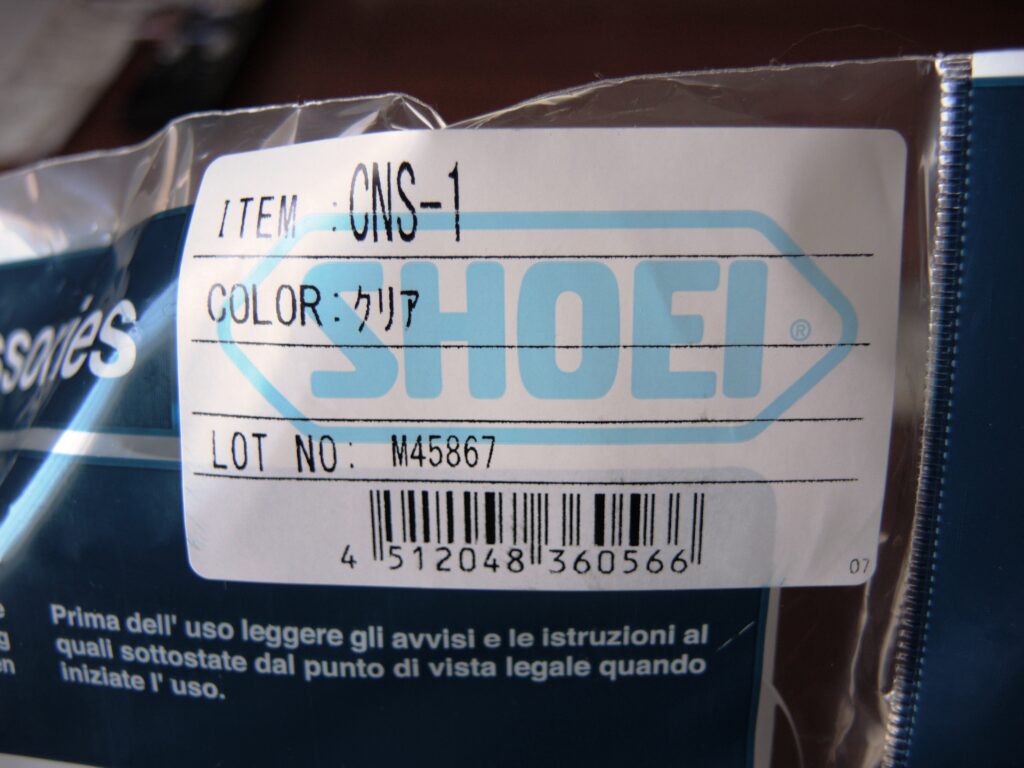 ITEM : CNS-1
SHOEI®
COLOR: クリア
LOT NO: M45867
4 512048 360566
07
Prima dell' uso leggere gli avvisi e le istruzioni al
quali sottostate dal punto di vista legale quando
iniziate l' uso.